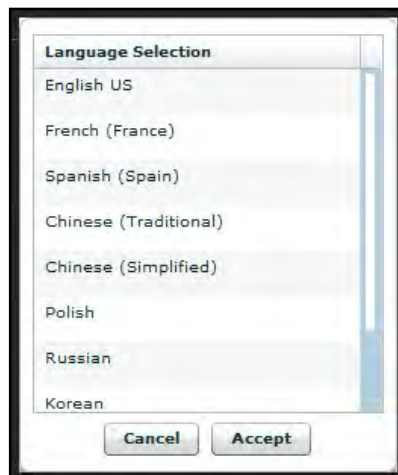 Language Selection
English US
French (France)
Spanish (Spain)
Chinese (Traditional)
Chinese (Simplified)
Polish
Russian
Korean
Cancel Accept